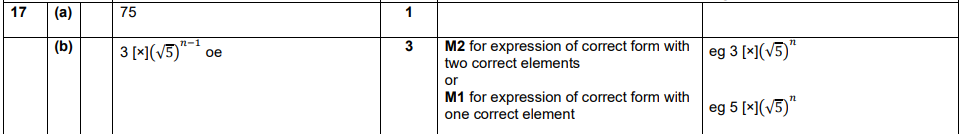 17 (a) 75 1
(b) 3 [×](√5)ⁿ⁻¹ oe 3 M2 for expression of correct form with eg 3 [×](√5)ⁿ
two correct elements
or
M1 for expression of correct form with eg 5 [×](√5)ⁿ
one correct element